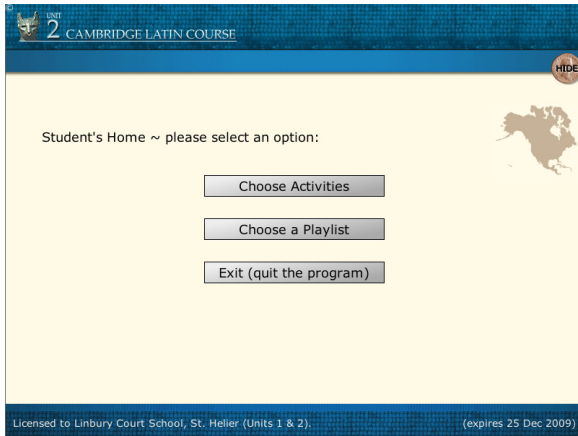 UNIT
2 CAMBRIDGE LATIN COURSE
HIDE
Student's Home ~ please select an option:
Choose Activities
Choose a Playlist
Exit (quit the program)
Licensed to Linbury Court School, St. Helier (Units 1 & 2). (expires 25 Dec 2009)